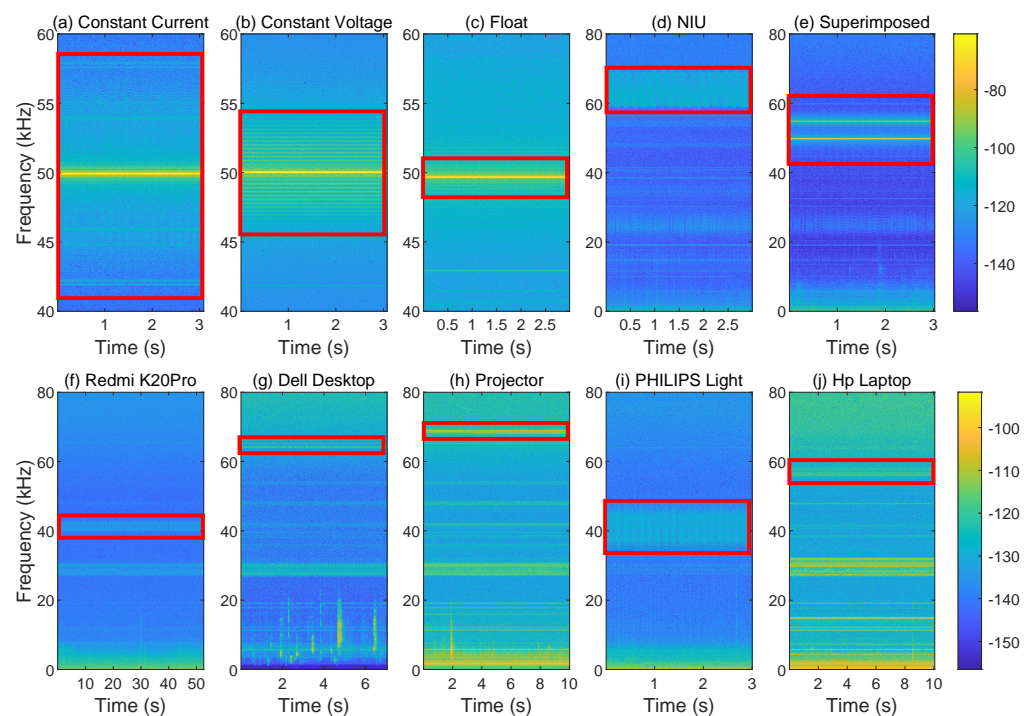 (a) Constant Current (b) Constant Voltage (c) Float (d) NIU (e) Superimposed
60 60 60 80 80
55 55 55 60 60 -80
50 50 50 40 40 -100
45 45 45 20 20 -120
40 40 40 0 0 -140
Frequency (kHz)
1 2 3 1 2 3 0.5 1 1.5 2 2.5 0.5 1 1.5 2 2.5 1 2 3
Time (s) Time (s) Time (s) Time (s) Time (s)
(f) Redmi K20Pro (g) Dell Desktop (h) Projector (i) PHILIPS Light (j) Hp Laptop
80 80 80 80 80
60 60 60 60 60 -100
-110
40 40 40 40 40 -120
-130
20 20 20 20 20 -140
0 0 0 0 0 -150
Frequency (kHz)
10 20 30 40 50 2 4 6 2 4 6 8 10 1 2 3 2 4 6 8 10
Time (s) Time (s) Time (s) Time (s) Time (s)